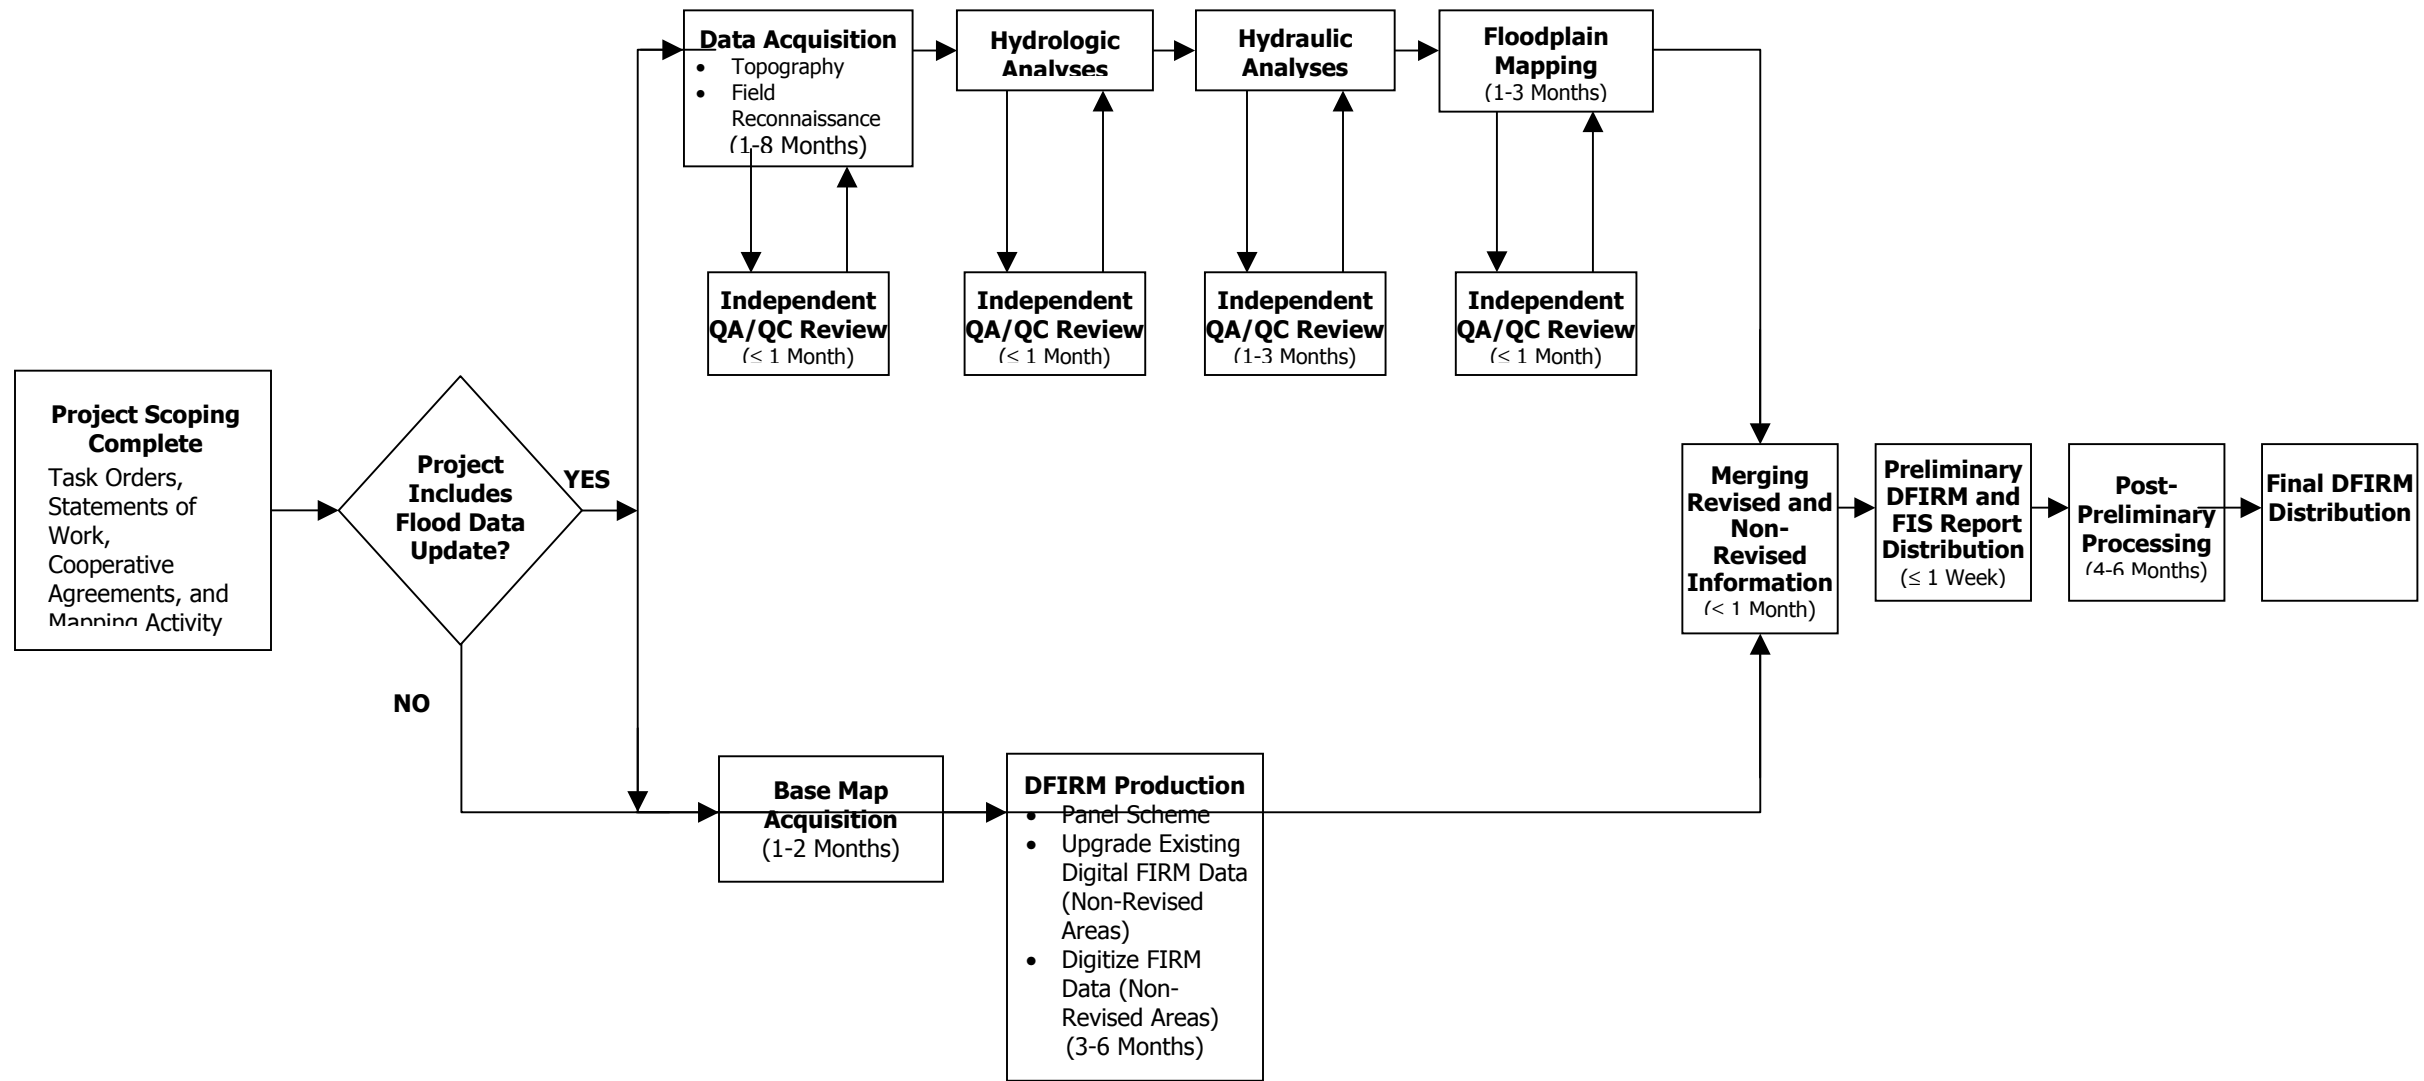 Data Acquisition
• Topography
• Field
Reconnaissance
(1-8 Months)
Hydrologic
Analyses
Hydraulic
Analyses
Floodplain
Mapping
(1-3 Months)
Independent
QA/QC Review
(≤ 1 Month)
Independent
QA/QC Review
(≤ 1 Month)
Independent
QA/QC Review
(1-3 Months)
Independent
QA/QC Review
(≤ 1 Month)
Project Scoping
Complete
Task Orders,
Statements of
Work,
Cooperative
Agreements, and
Mapping Activity
Project
Includes
Flood Data
Update?
YES
NO
Base Map
Acquisition
(1-2 Months)
DFIRM Production
• Panel Scheme
• Upgrade Existing
Digital FIRM Data
(Non-Revised
Areas)
• Digitize FIRM
Data (Non-
Revised Areas)
(3-6 Months)
Merging
Revised and
Non-
Revised
Information
(≤ 1 Month)
Preliminary
DFIRM and
FIS Report
Distribution
(≤ 1 Week)
Post-
Preliminary
Processing
(4-6 Months)
Final DFIRM
Distribution